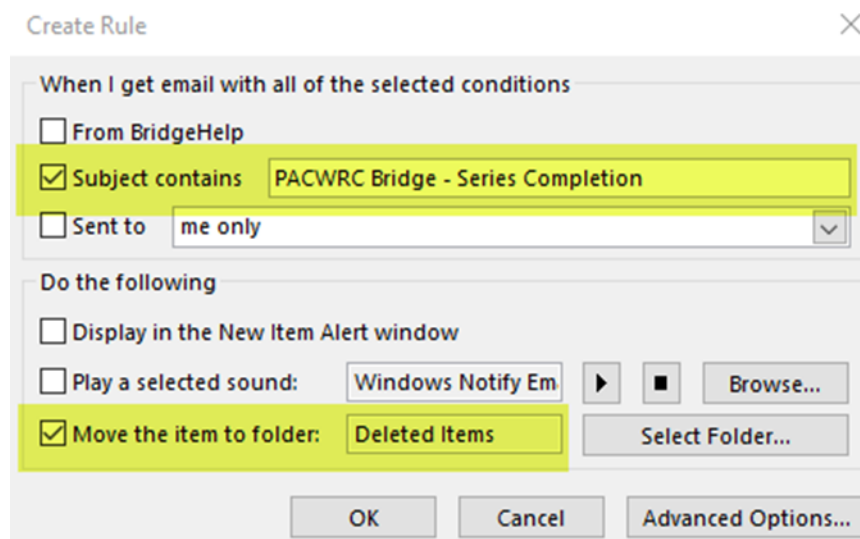 Create Rule
When I get email with all of the selected conditions
From BridgeHelp
Subject contains PACWRC Bridge - Series Completion
Sent to me only
Do the following
Display in the New Item Alert window
Play a selected sound: Windows Notify Em Browse...
Move the item to folder: Deleted Items Select Folder...
OK Cancel Advanced Options...